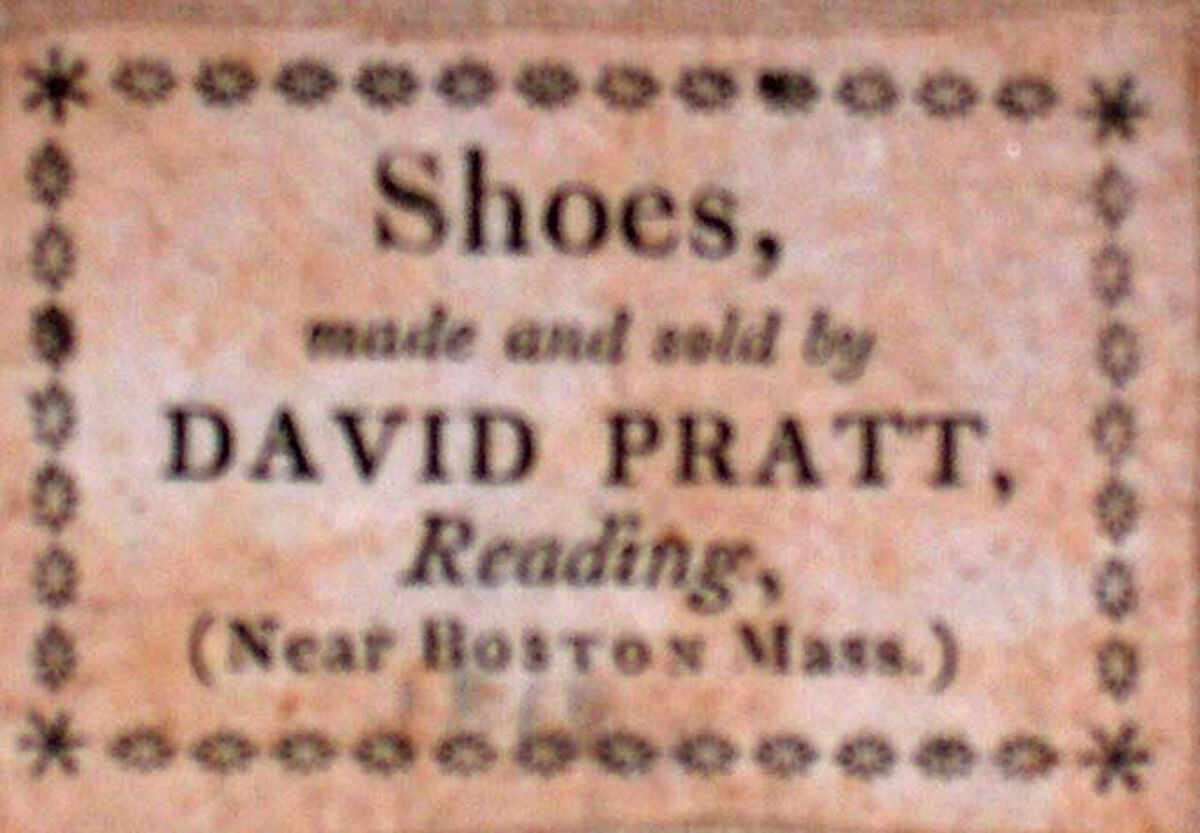 Shoes,
made and sold by
DAVID PRATT,
Reading,
(Near BOSTON Mass.)